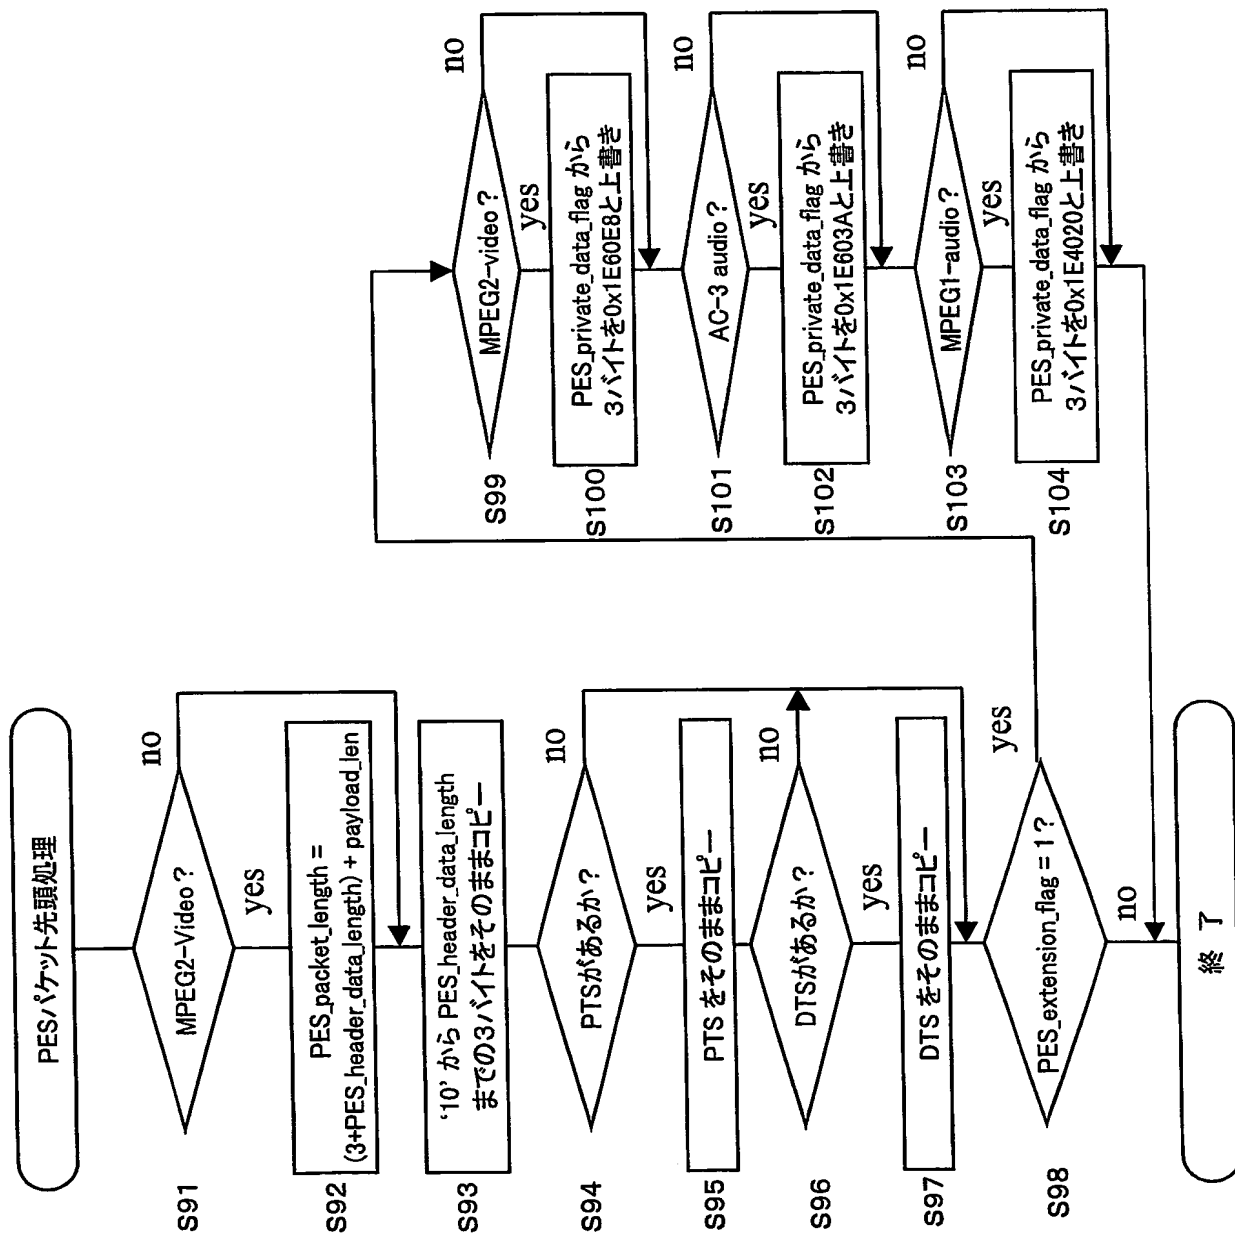 PESパケット先頭処理
S91
MPEG2-Video？
no
yes
S92
PES_packet_length =
(3+PES_header_data_length) + payload_len
S93
‘10’ から PES_header_data_length
までの3バイトをそのままコピー
S94
PTSがあるか？
no
yes
S95
PTS をそのままコピー
S96
DTSがあるか？
no
yes
S97
DTS をそのままコピー
S98
PES_extension_flag = 1？
yes
no
終 了
S99
MPEG2-video？
no
yes
S100
PES_private_data_flag から
3バイトを0x1E60E8と上書き
S101
AC-3 audio？
no
yes
S102
PES_private_data_flag から
3バイトを0x1E603Aと上書き
S103
MPEG1-audio？
no
yes
S104
PES_private_data_flag から
3バイトを0x1E4020と上書き